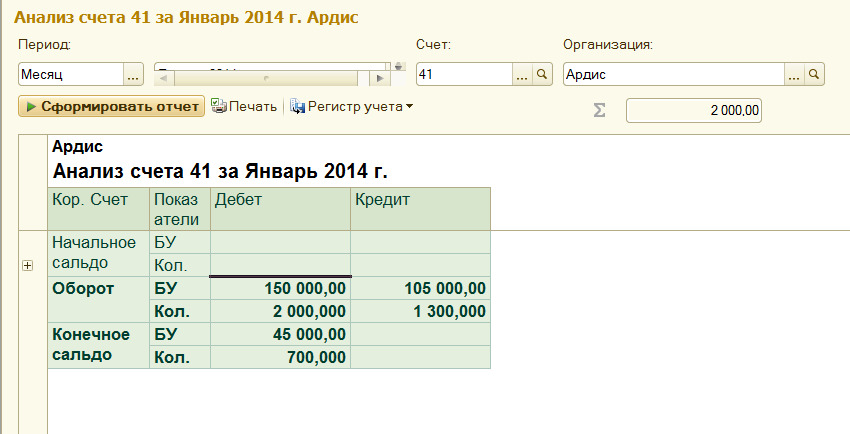 Анализ счета 41 за Январь 2014 г. Ардис
Период: Счет: Организация:
Месяц ... 41 ... Ардис ...
Сформировать отчет Печать Регистр учета Σ 2 000,00
Ардис
Анализ счета 41 за Январь 2014 г.
Кор. Счет Показ Дебет Кредит
атели
Начальное БУ
сальдо Кол.
Оборот БУ 150 000,00 105 000,00
Кол. 2 000,000 1 300,000
Конечное БУ 45 000,00
сальдо Кол. 700,000